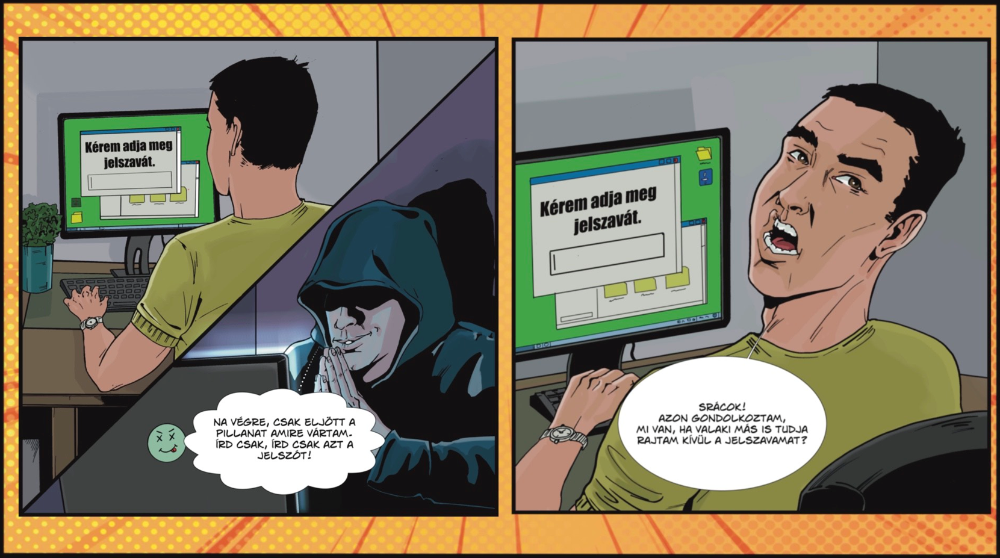 Kérem adja meg
jelszavát.
NA VÉGRE, CSAK ELJÖTT A
PILLANAT AMIRE VÁRTAM.
ÍRD CSAK, ÍRD CSAK AZT A
JELSZÓT!
Kérem adja meg
jelszavát.
SRÁCOK!
AZON GONDOLKOZTAM,
MI VAN, HA VALAKI MÁS IS TUDJA
RAJTAM KÍVÜL A JELSZAVAMAT?